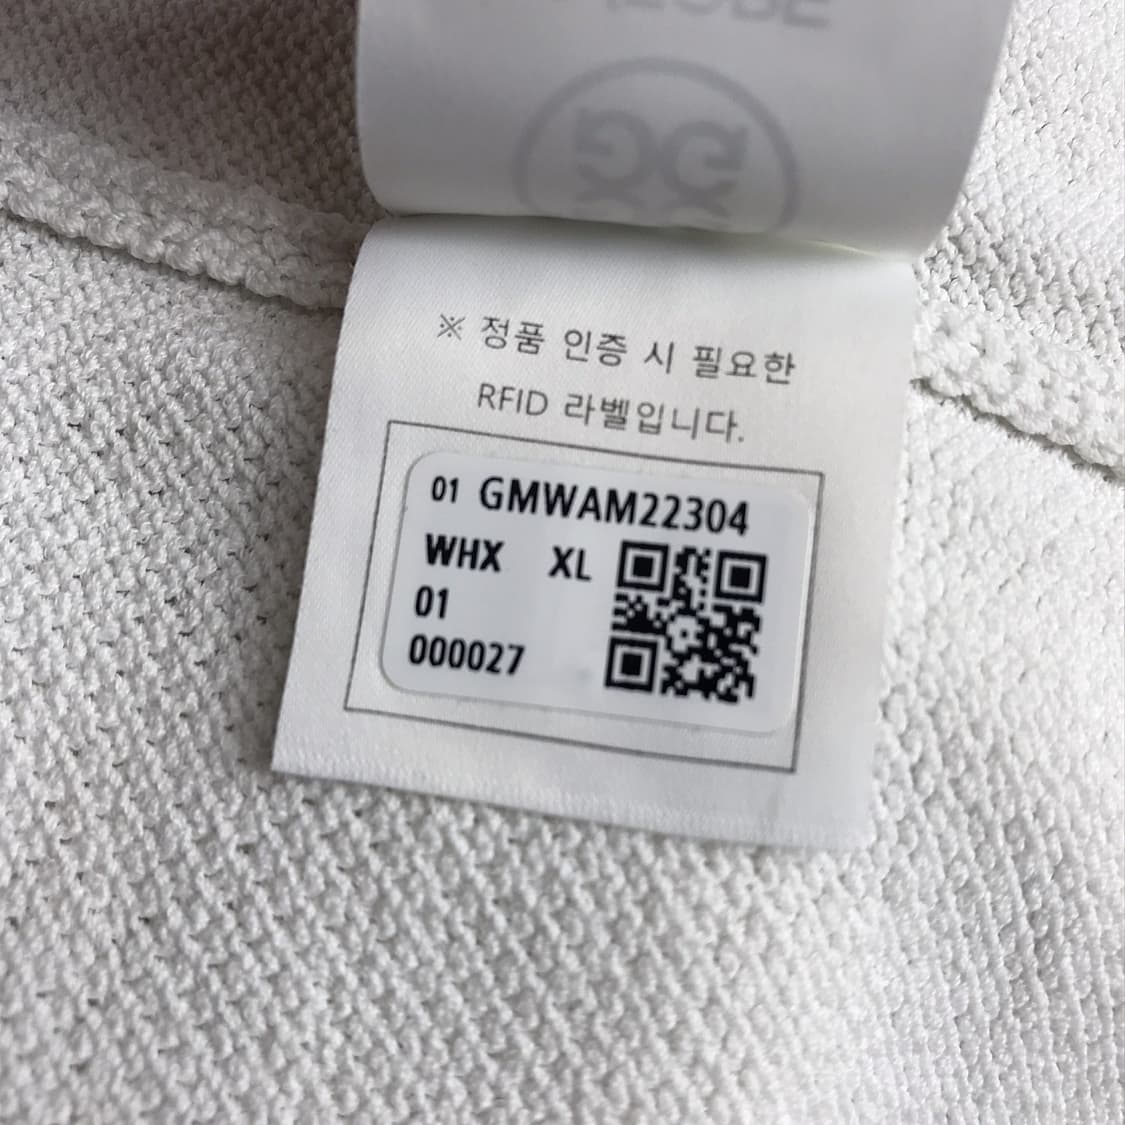 ※ 정품 인증 시 필요한
RFID 라벨입니다.
01 GMWAM22304
WHX XL
01
000027